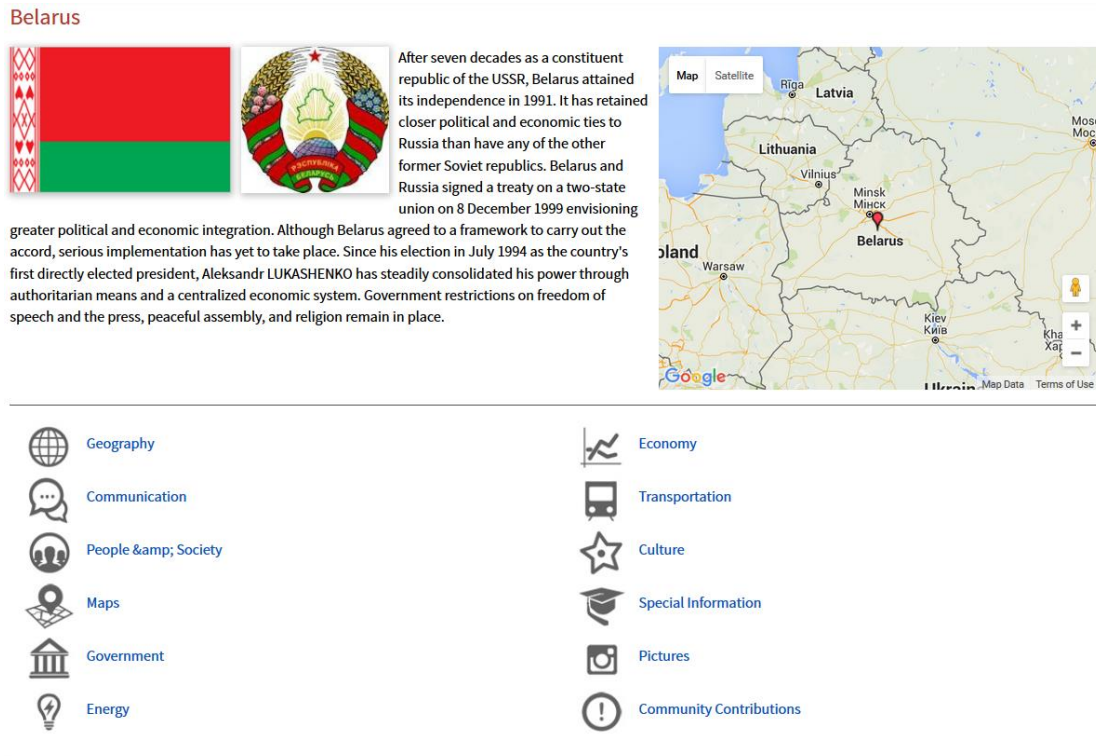 Belarus
РЭСПУБЛІКА
БЕЛАРУСЬ
After seven decades as a constituent
republic of the USSR, Belarus attained
its independence in 1991. It has retained
closer political and economic ties to
Russia than have any of the other
former Soviet republics. Belarus and
Russia signed a treaty on a two-state
union on 8 December 1999 envisioning
greater political and economic integration. Although Belarus agreed to a framework to carry out the
accord, serious implementation has yet to take place. Since his election in July 1994 as the country's
first directly elected president, Aleksandr LUKASHENKO has steadily consolidated his power through
authoritarian means and a centralized economic system. Government restrictions on freedom of
speech and the press, peaceful assembly, and religion remain in place.
Map Satellite
Rīga
Latvia
Mosc
Мос
Lithuania
Vilnius
Minsk
Мінск
Belarus
oland
Warsaw
Kiev
Київ
Kha
Хар
Ukrain
Google
Map Data Terms of Use
Geography
Economy
Communication
Transportation
People &amp; Society
Culture
Maps
Special Information
Government
Pictures
Energy
Community Contributions